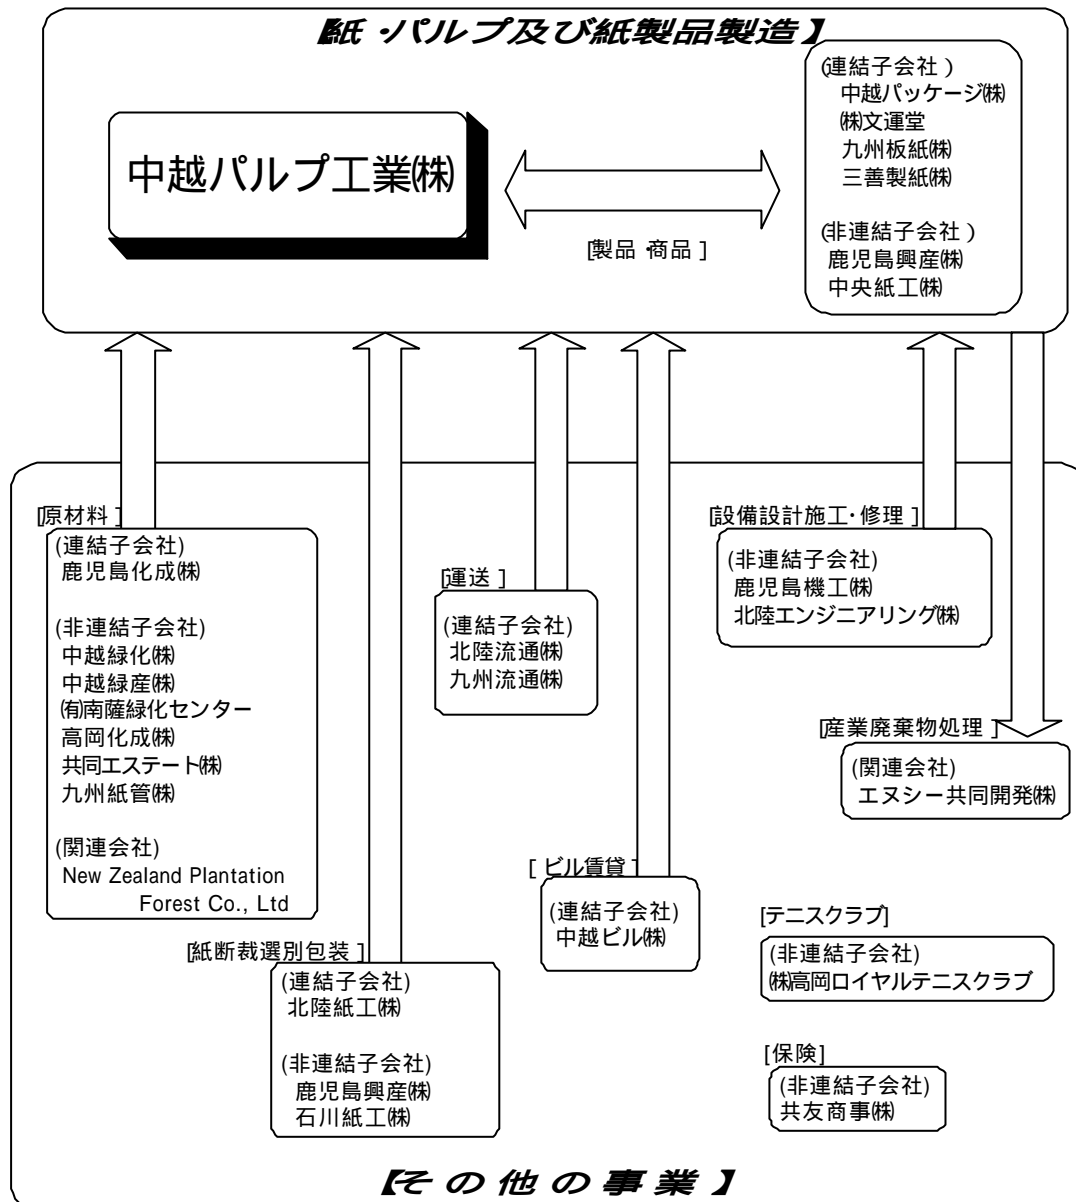 【紙・パルプ及び紙製品製造】
中越パルプ工業㈱
[製品・商品]
(連結子会社)
中越パッケージ㈱
㈱文運堂
九州板紙㈱
三善製紙㈱
(非連結子会社)
鹿児島興産㈱
中央紙工㈱
[原材料]
(連結子会社)
鹿児島化成㈱
(非連結子会社)
中越緑化㈱
中越緑産㈱
㈲南薩緑化センター
高岡化成㈱
共同エステート㈱
九州紙管㈱
(関連会社)
New Zealand Plantation
Forest Co., Ltd
[紙断裁選別包装]
(連結子会社)
北陸紙工㈱
(非連結子会社)
鹿児島興産㈱
石川紙工㈱
[運送]
(連結子会社)
北陸流通㈱
九州流通㈱
[ビル賃貸]
(連結子会社)
中越ビル㈱
[設備設計施工・修理]
(非連結子会社)
鹿児島機工㈱
北陸エンジニアリング㈱
[産業廃棄物処理]
(関連会社)
エヌシー共同開発㈱
[テニスクラブ]
(非連結子会社)
㈱高岡ロイヤルテニスクラブ
[保険]
(非連結子会社)
共友商事㈱
【その他の事業】